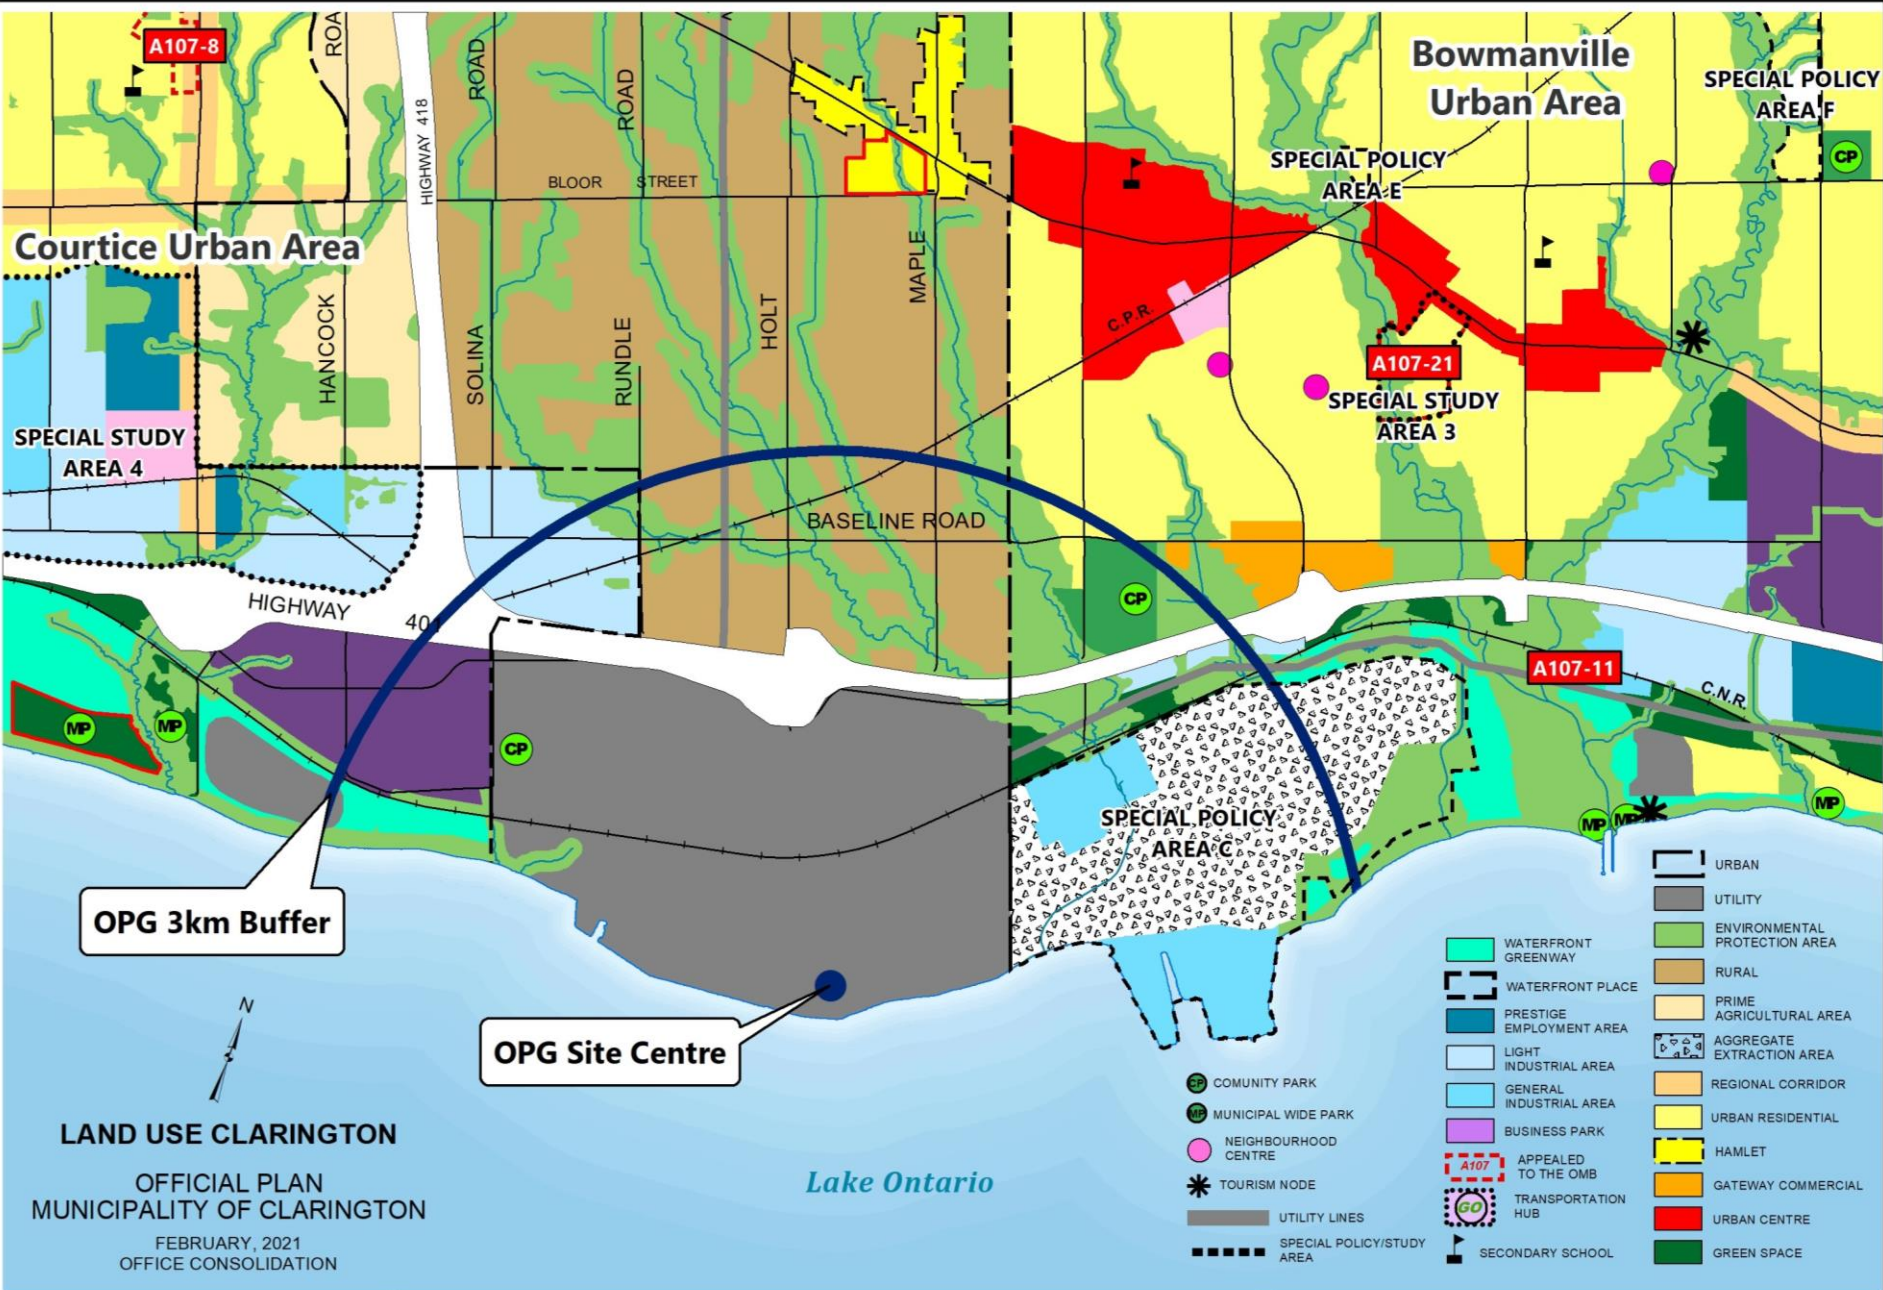 A107-8
ROA
HIGHWAY 418
ROAD
ROAD
Bowmanville
Urban Area
SPECIAL POLICY
AREA F
CP
SPECIAL POLICY
AREA E
BLOOR STREET
Courtice Urban Area
HANCOCK
SOLINA
RUNDLE
HOLT
MAPLE
C.P.R.
A107-21
SPECIAL STUDY
AREA 3
SPECIAL STUDY
AREA 4
BASELINE ROAD
HIGHWAY 401
CP
A107-11
C.N.R.
MP
MP
CP
SPECIAL POLICY
AREA C
MP
MP
MP
OPG 3km Buffer
OPG Site Centre
N
LAND USE CLARINGTON
OFFICIAL PLAN
MUNICIPALITY OF CLARINGTON
FEBRUARY, 2021
OFFICE CONSOLIDATION
Lake Ontario
CP COMUNITY PARK
MP MUNICIPAL WIDE PARK
NEIGHBOURHOOD
CENTRE
TOURISM NODE
UTILITY LINES
SPECIAL POLICY/STUDY
AREA
WATERFRONT
GREENWAY
WATERFRONT PLACE
PRESTIGE
EMPLOYMENT AREA
LIGHT
INDUSTRIAL AREA
GENERAL
INDUSTRIAL AREA
BUSINESS PARK
A107 APPEALED
TO THE OMB
GO TRANSPORTATION
HUB
SECONDARY SCHOOL
URBAN
UTILITY
ENVIRONMENTAL
PROTECTION AREA
RURAL
PRIME
AGRICULTURAL AREA
AGGREGATE
EXTRACTION AREA
REGIONAL CORRIDOR
URBAN RESIDENTIAL
HAMLET
GATEWAY COMMERCIAL
URBAN CENTRE
GREEN SPACE